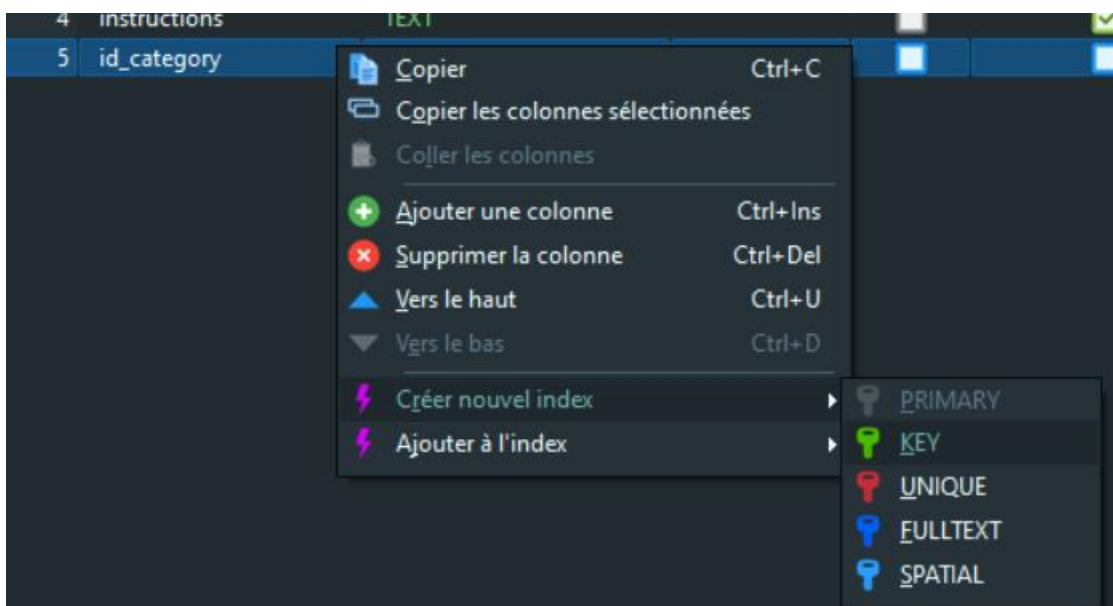 4 instructions TEXT
5 id_category
Copier Ctrl+C
Copier les colonnes sélectionnées
Coller les colonnes
Ajouter une colonne Ctrl+Ins
Supprimer la colonne Ctrl+Del
Vers le haut Ctrl+U
Vers le bas Ctrl+D
Créer nouvel index
Ajouter à l'index
PRIMARY
KEY
UNIQUE
FULLTEXT
SPATIAL